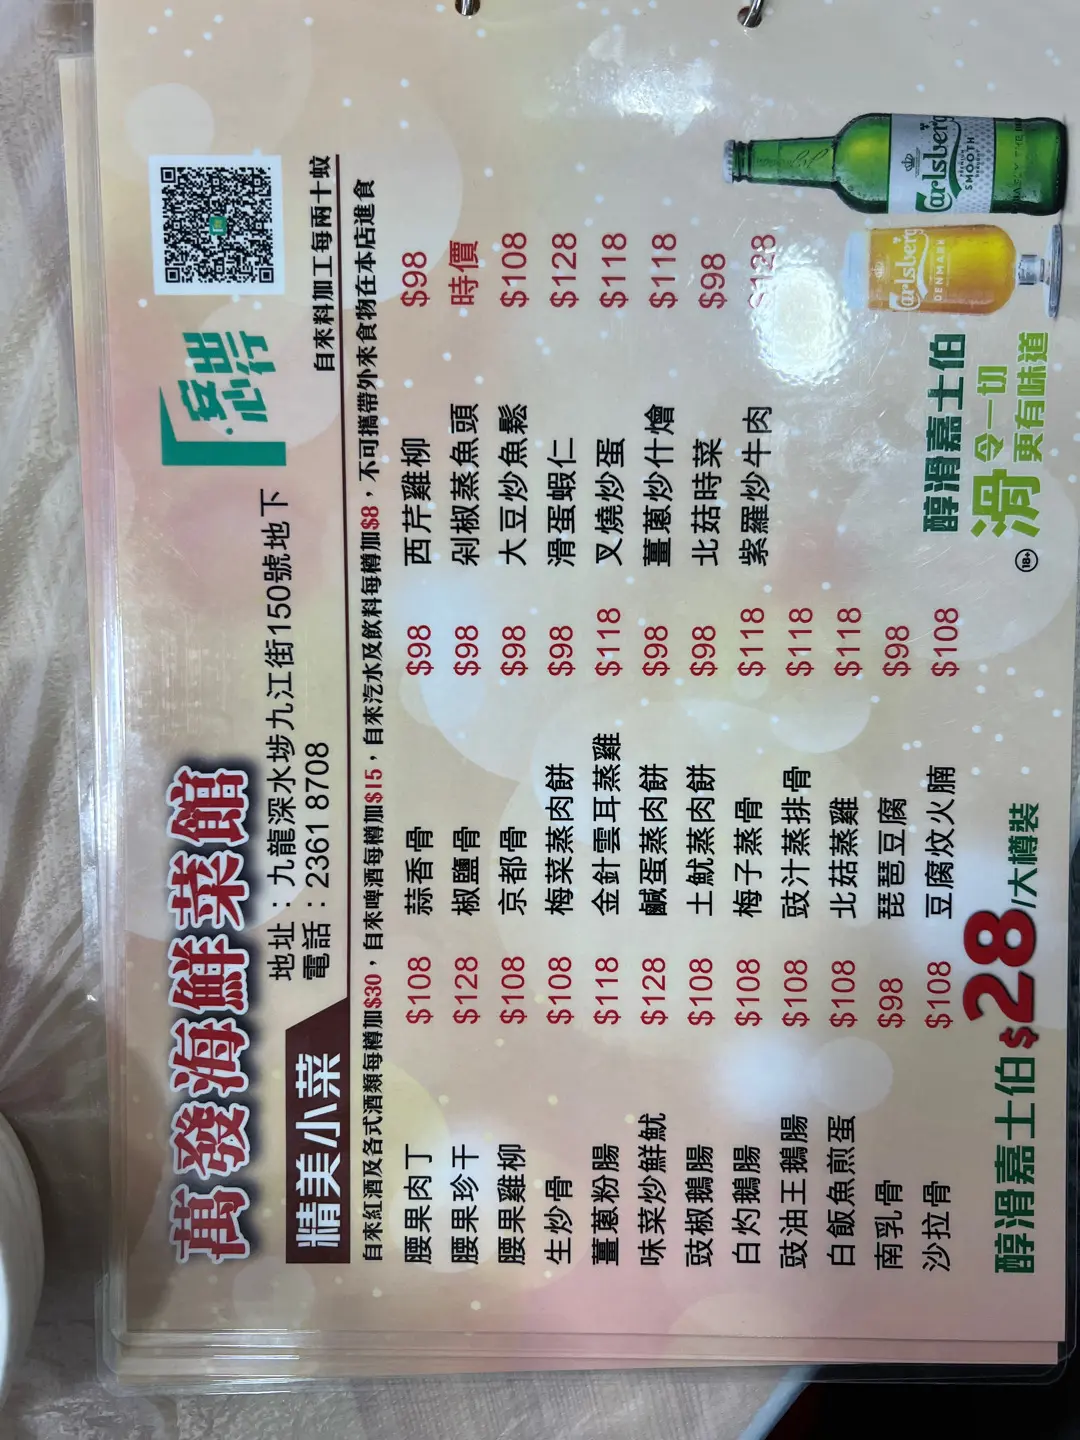 萬發海鮮菜館
安心出行
地址：九龍深水埗九江街150號地下
電話：2361 8708
自來料加工每兩十蚊
精美小菜
自來紅酒及各式酒類每樽加$30，自來啤酒每樽加$15，自來汽水及飲料每樽加$8，不可攜帶外來食物在本店進食
腰果肉丁 $108 蒜香骨 $98 西芹雞柳 $98
腰果珍干 $128 椒鹽骨 $98 剁椒蒸魚頭 時價
腰果雞柳 $108 京都骨 $98 大豆炒魚鬆 $108
生炒骨 $108 梅菜蒸肉餅 $98 滑蛋蝦仁 $128
薑蔥粉腸 $118 金針雲耳蒸雞 $118 叉燒炒蛋 $118
味菜炒鮮魷 $128 鹹蛋蒸肉餅 $98 薑蔥炒什燴 $118
豉椒鵝腸 $108 土魷蒸肉餅 $98 北菇時菜 $98
白灼鵝腸 $108 梅子蒸骨 $118 紫羅炒牛肉 $128
豉油王鵝腸 $108 豉汁蒸排骨 $118
白飯魚煎蛋 $108 北菇蒸雞 $118
南乳骨 $98 琵琶豆腐 $98
沙拉骨 $108 豆腐炆火腩 $108
醇滑嘉士伯 $28/大樽裝
醇滑嘉士伯
滑令一切
更有味道
18+
Carlsberg
DENMARK
Carlsberg
PREMIUM
SMOOTH